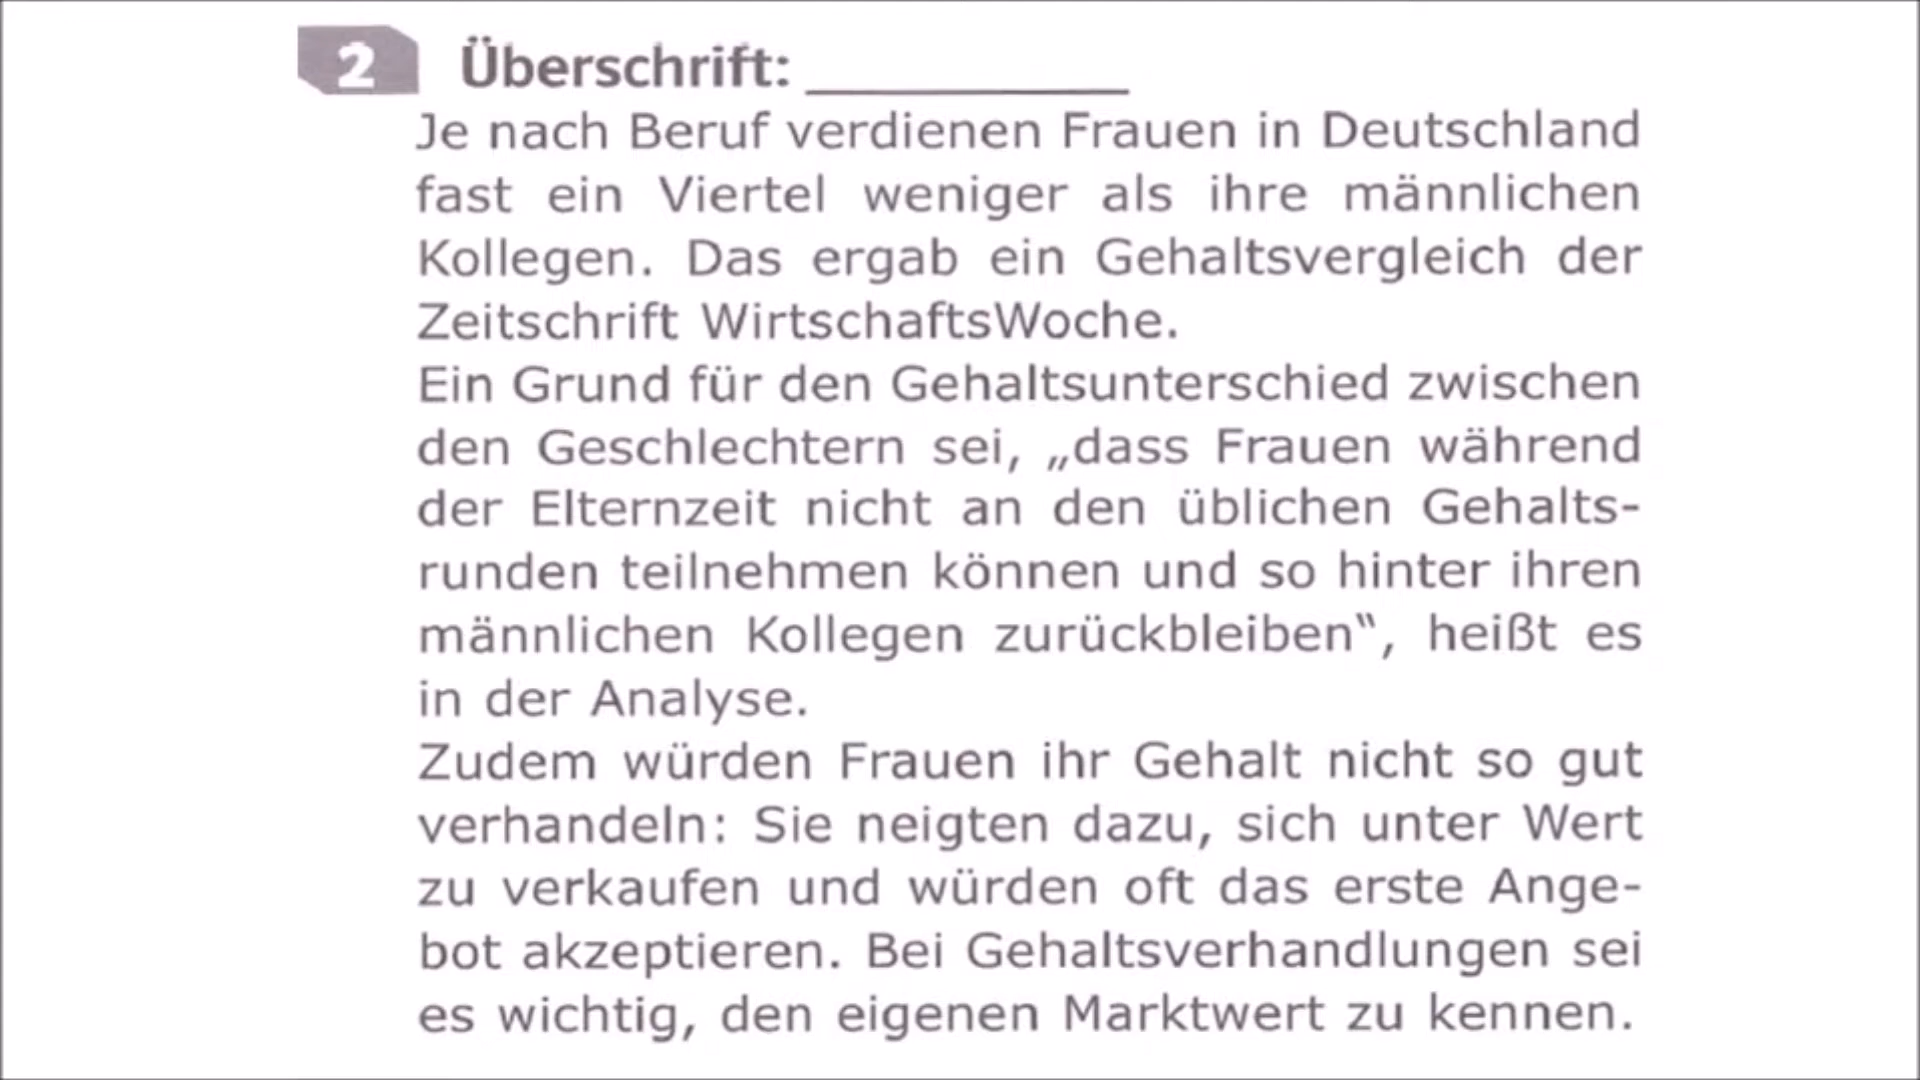 2 Überschrift: ____________
Je nach Beruf verdienen Frauen in Deutschland
fast ein Viertel weniger als ihre männlichen
Kollegen. Das ergab ein Gehaltsvergleich der
Zeitschrift WirtschaftsWoche.
Ein Grund für den Gehaltsunterschied zwischen
den Geschlechtern sei, „dass Frauen während
der Elternzeit nicht an den üblichen Gehalts-
runden teilnehmen können und so hinter ihren
männlichen Kollegen zurückbleiben‟, heißt es
in der Analyse.
Zudem würden Frauen ihr Gehalt nicht so gut
verhandeln: Sie neigten dazu, sich unter Wert
zu verkaufen und würden oft das erste Ange-
bot akzeptieren. Bei Gehaltsverhandlungen sei
es wichtig, den eigenen Marktwert zu kennen.